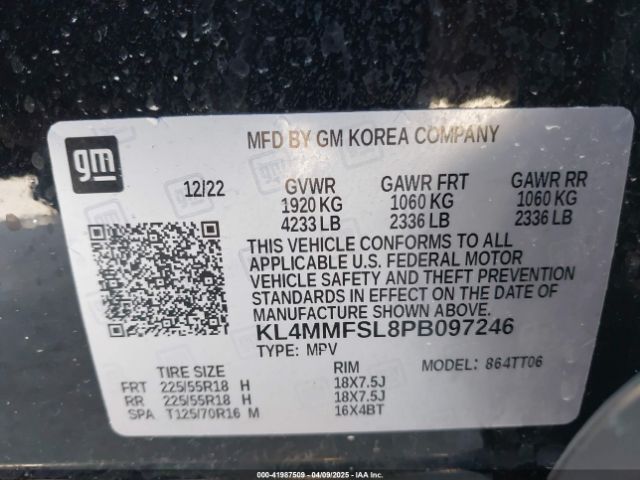 gm
MFD BY GM KOREA COMPANY
12/22
GVWR GAWR FRT GAWR RR
1920 KG 1060 KG 1060 KG
4233 LB 2336 LB 2336 LB
THIS VEHICLE CONFORMS TO ALL
APPLICABLE U.S. FEDERAL MOTOR
VEHICLE SAFETY AND THEFT PREVENTION
STANDARDS IN EFFECT ON THE DATE OF
MANUFACTURE SHOWN ABOVE.
KL4MMFSL8PB097246
TYPE: MPV MODEL: 864TT06
TIRE SIZE RIM
FRT 225/55R18 H 18X7.5J
RR 225/55R18 H 18X7.5J
SPA T125/70R16 M 16X4BT
000-41987509 04/09/2025 IAAI.COM